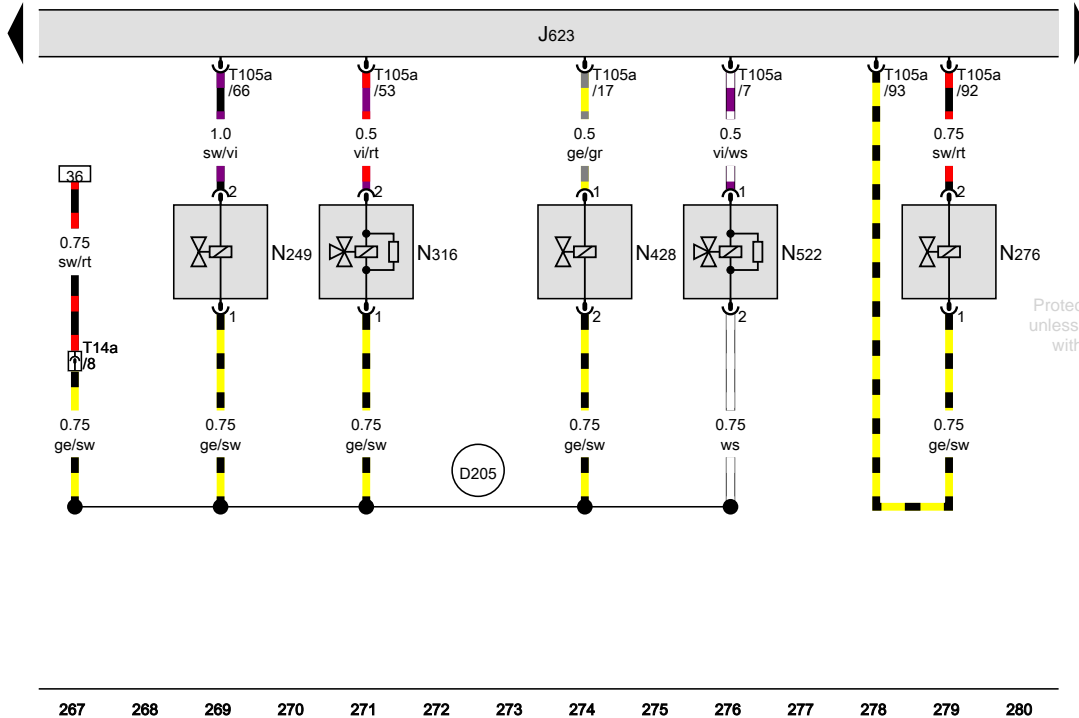 J623
T105a
/66
T105a
/53
T105a
/17
T105a
/7
T105a
/93
T105a
/92
1.0
sw/vi
0.5
vi/rt
0.5
ge/gr
0.5
vi/ws
0.75
sw/rt
36
2
2
1
1
2
0.75
sw/rt
N249
N316
N428
N522
N276
1
1
2
2
1
Protec
unless
with
T14a
/8
0.75
ge/sw
0.75
ge/sw
0.75
ge/sw
0.75
ge/sw
0.75
ws
0.75
ge/sw
D205
267 268 269 270 271 272 273 274 275 276 277 278 279 280